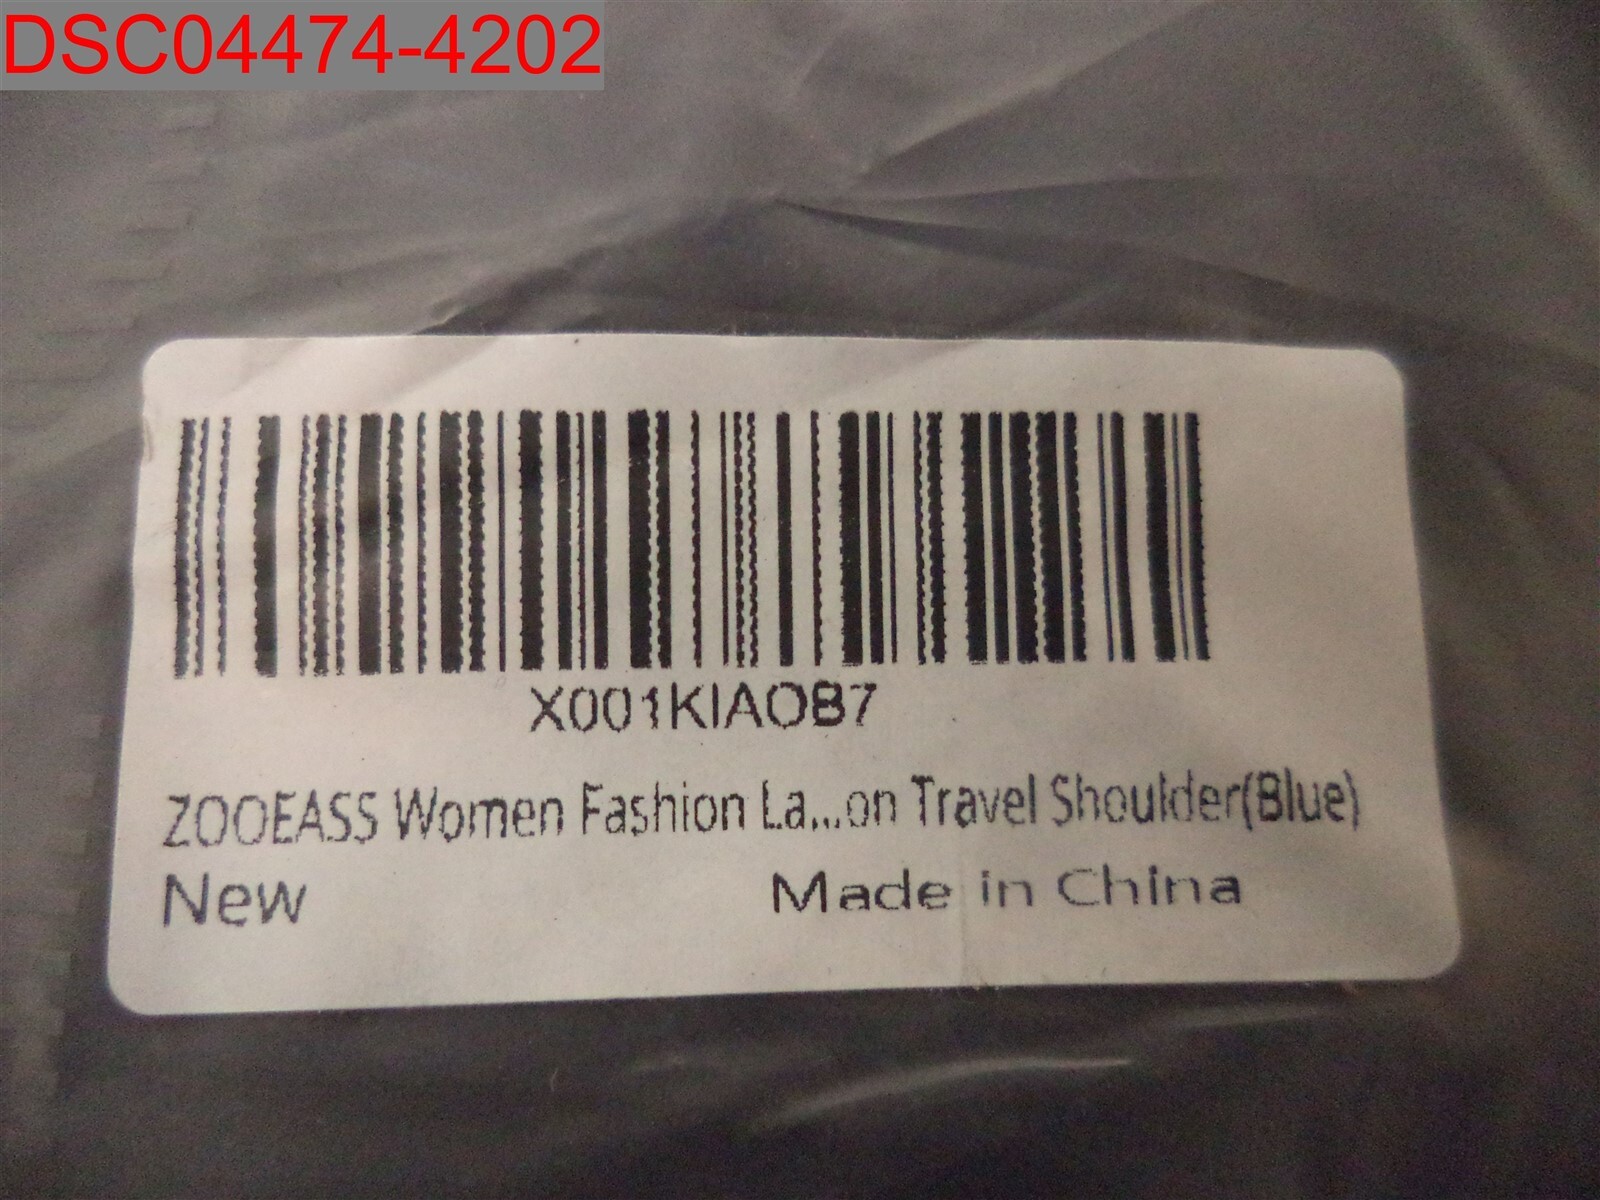 DSC04474-4202
X001KIAOB7
ZOOEASS Women Fashion La...on Travel Shoulder(Blue)
New
Made in China